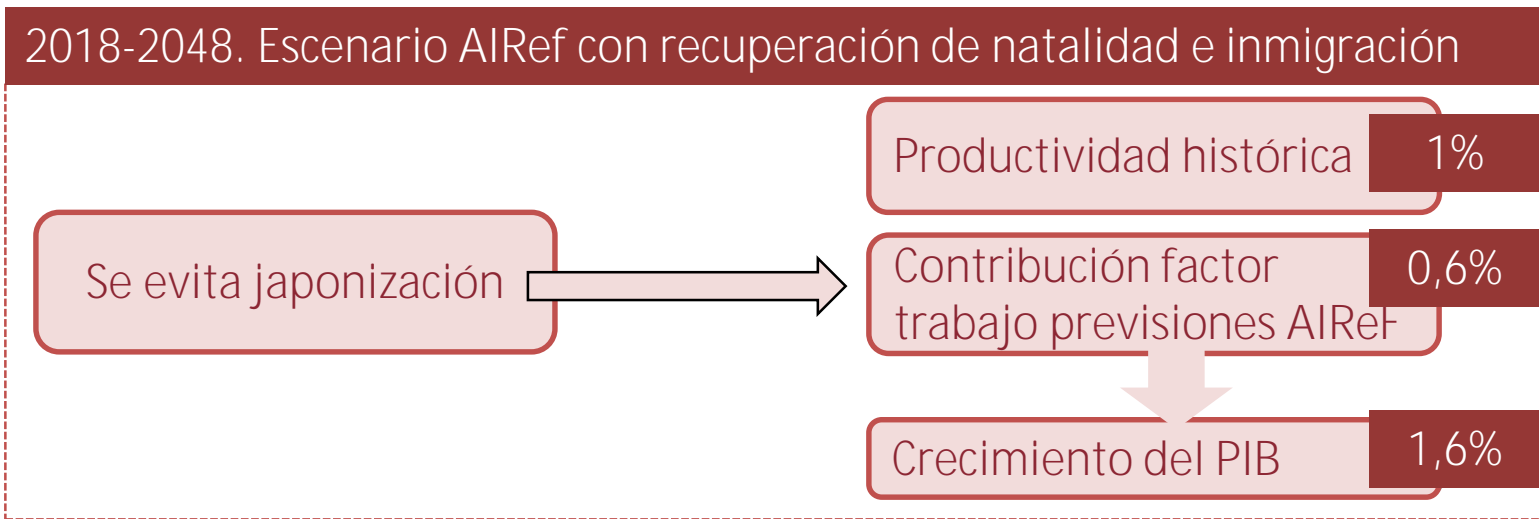 2018-2048. Escenario AIRef con recuperación de natalidad e inmigración
Productividad histórica
1%
Se evita japonización
Contribución factor
trabajo previsiones AIReF
0,6%
Crecimiento del PIB
1,6%